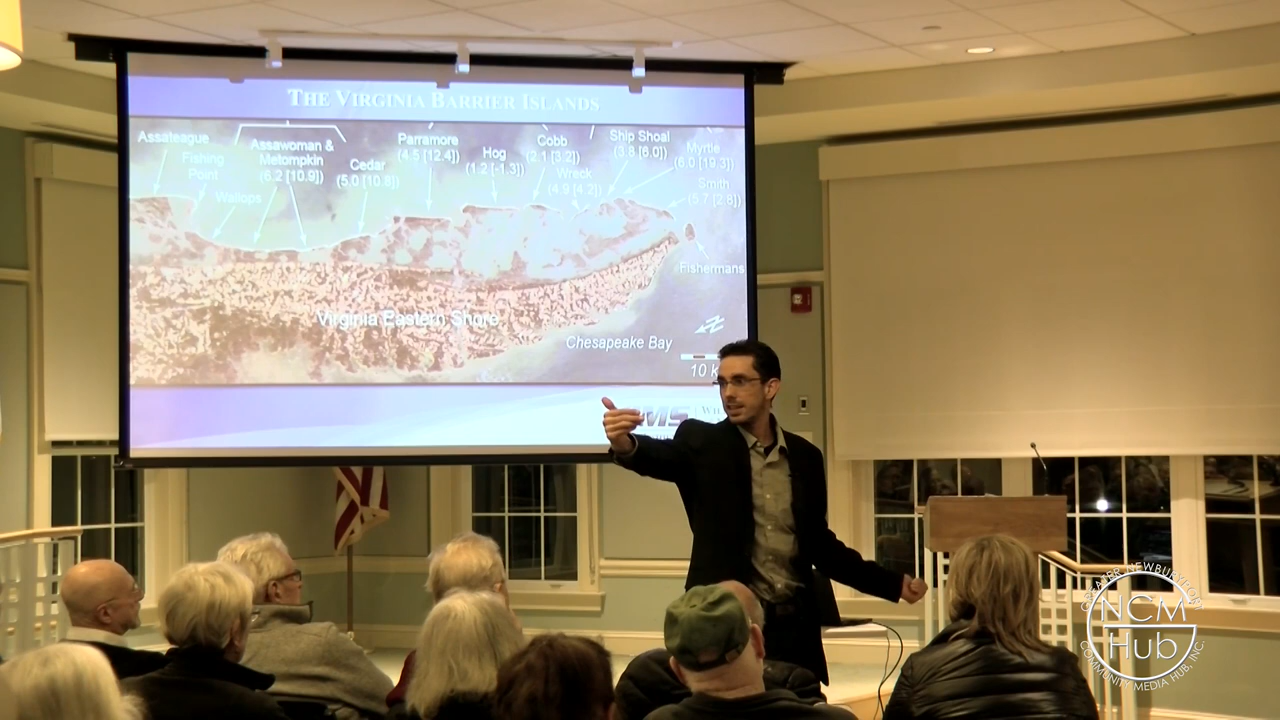 THE VIRGINIA BARRIER ISLANDS
Assateague
Fishing
Point
Wallops
Assawoman &
Metompkin
(6.2 [10.9])
Cedar
(5.0 [10.8])
Parramore
(4.5 [12.4])
Hog
(1.2 [-1.3])
Cobb
(2.1 [3.2])
Wreck
(4.9 [4.2])
Ship Shoal
(3.8 [6.0])
Myrtle
(6.0 [19.3])
Smith
(5.7 [2.8])
Fishermans
Virginia Eastern Shore
Chesapeake Bay
N
10 k
MS
GREATER NEWBURYPORT
NCM
Hub
COMMUNITY MEDIA HUB, INC.